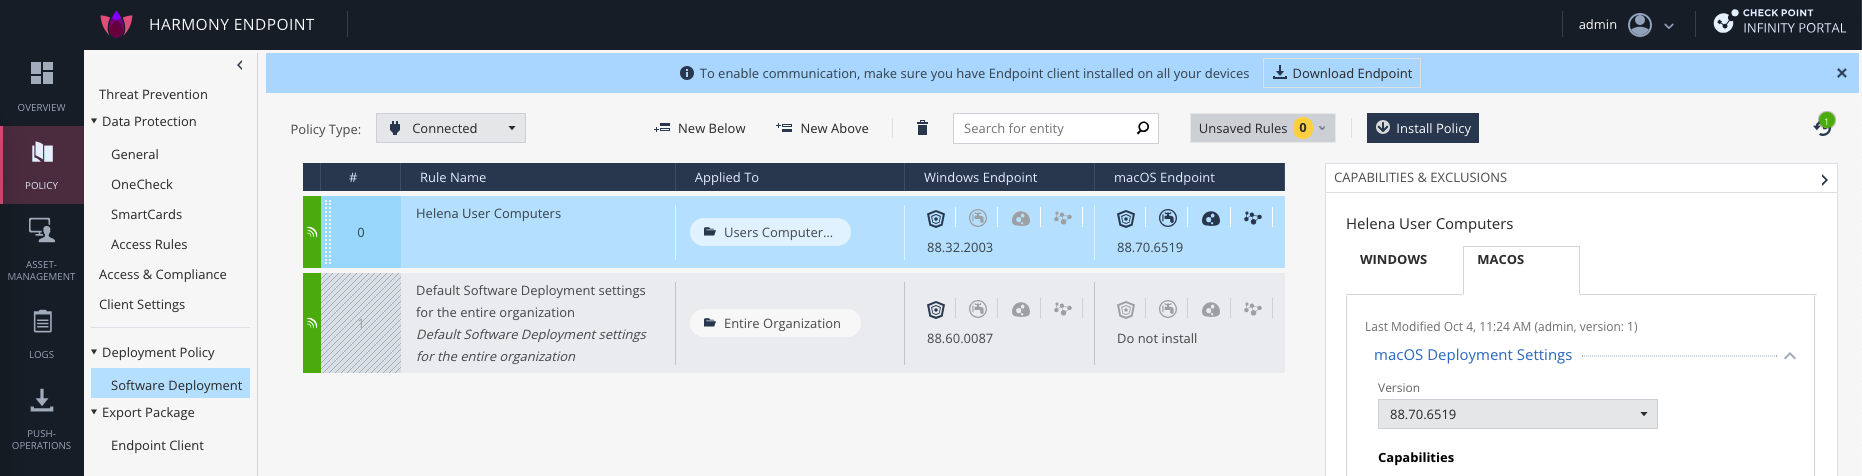 HARMONY ENDPOINT
admin
CHECK POINT
INFINITY PORTAL
OVERVIEW
POLICY
ASSET-
MANAGEMENT
LOGS
PUSH-
OPERATIONS
Threat Prevention
Data Protection
General
OneCheck
SmartCards
Access Rules
Access & Compliance
Client Settings
Deployment Policy
Software Deployment
Export Package
Endpoint Client
To enable communication, make sure you have Endpoint client installed on all your devices
Download Endpoint
Policy Type:
Connected
New Below
New Above
Search for entity
Unsaved Rules 0
Install Policy
1
# Rule Name Applied To Windows Endpoint macOS Endpoint
0 Helena User Computers Users Computer... 88.32.2003 88.70.6519
1 Default Software Deployment settings
for the entire organization
Default Software Deployment settings
for the entire organization
Entire Organization
88.60.0087
Do not install
CAPABILITIES & EXCLUSIONS
Helena User Computers
WINDOWS
MACOS
Last Modified Oct 4, 11:24 AM (admin, version: 1)
macOS Deployment Settings
Version
88.70.6519
Capabilities